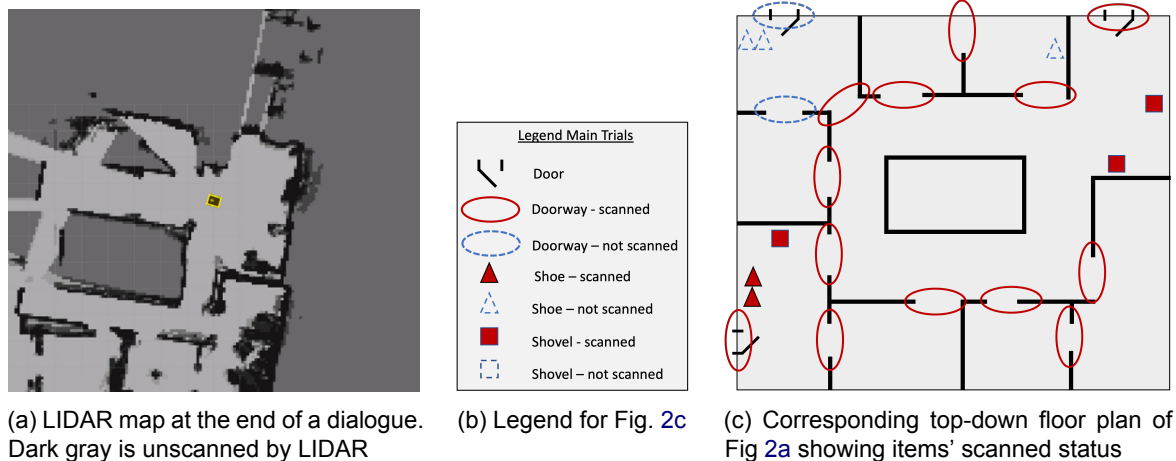 Legend Main Trials
Door
Doorway - scanned
Doorway – not scanned
Shoe – scanned
Shoe – not scanned
Shovel - scanned
Shovel – not scanned
(a) LIDAR map at the end of a dialogue.
Dark gray is unscanned by LIDAR
(b) Legend for Fig. 2c
(c) Corresponding top-down floor plan of
Fig 2a showing items’ scanned status